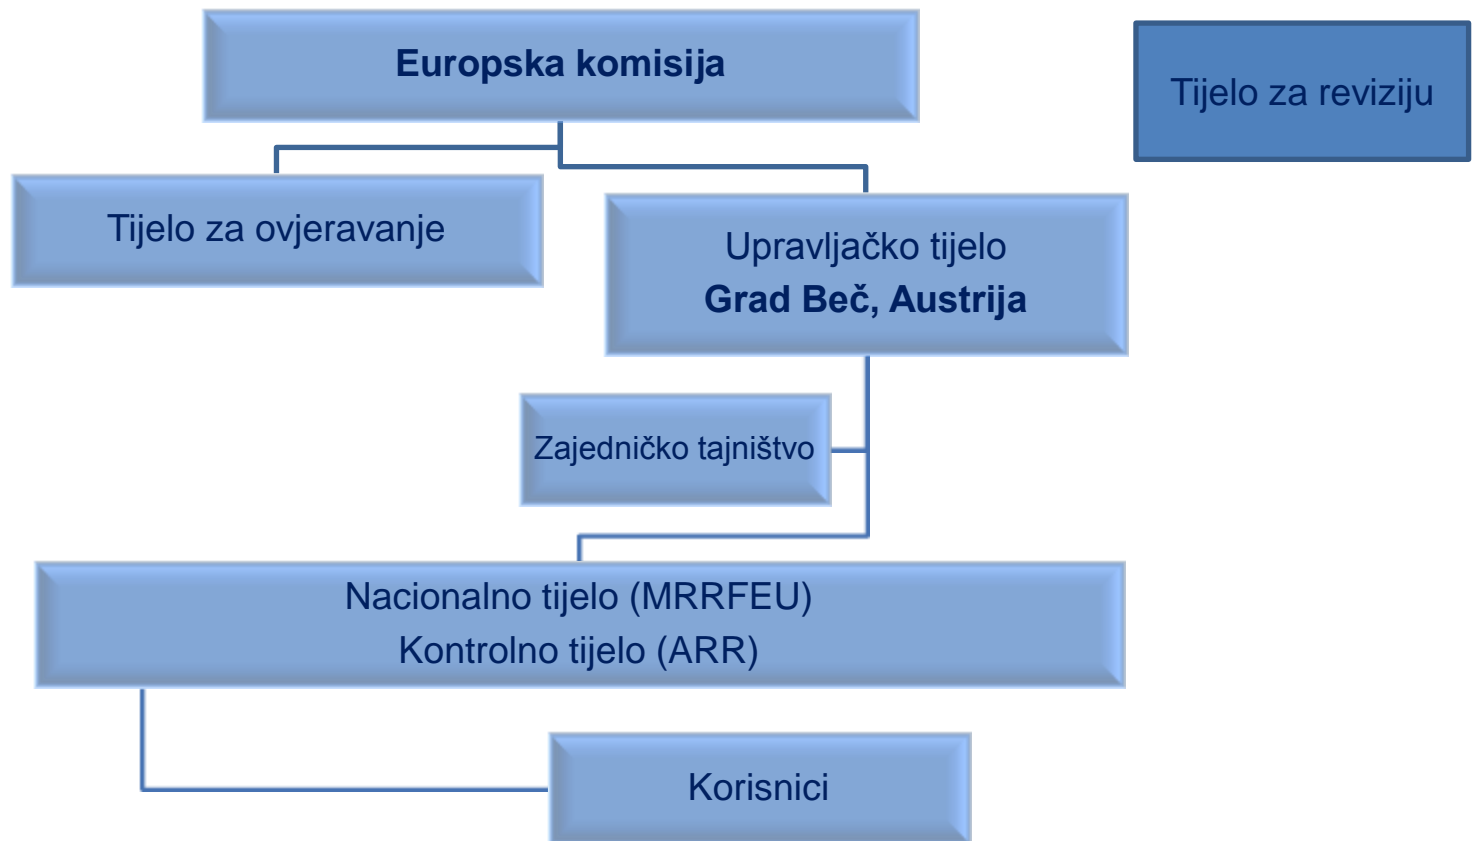 Europska komisija
Tijelo za reviziju
Tijelo za ovjeravanje
Upravljačko tijelo
Grad Beč, Austrija
Zajedničko tajništvo
Nacionalno tijelo (MRRFEU)
Kontrolno tijelo (ARR)
Korisnici